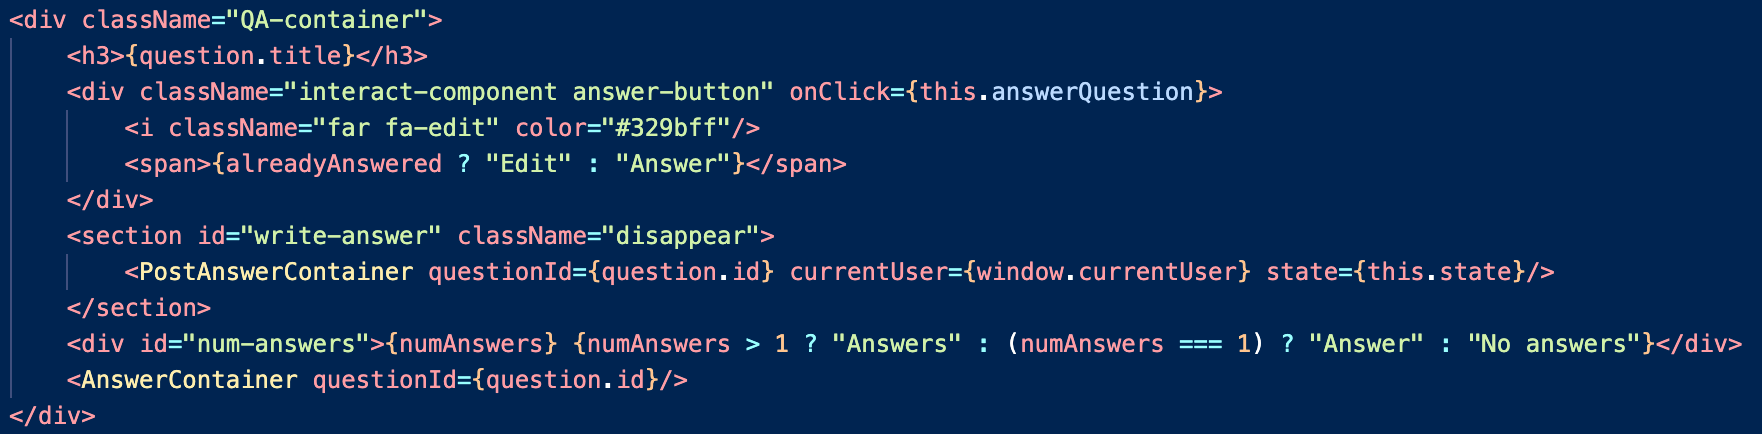 <div className="QA-container">
    <h3>{question.title}</h3>
    <div className="interact-component answer-button" onClick={this.answerQuestion}>
        <i className="far fa-edit" color="#329bff"/>
        <span>{alreadyAnswered ? "Edit" : "Answer"}</span>
    </div>
    <section id="write-answer" className="disappear">
        <PostAnswerContainer questionId={question.id} currentUser={window.currentUser} state={this.state}/>
    </section>
    <div id="num-answers">{numAnswers} {numAnswers > 1 ? "Answers" : (numAnswers === 1) ? "Answer" : "No answers"}</div>
    <AnswerContainer questionId={question.id}/>
</div>